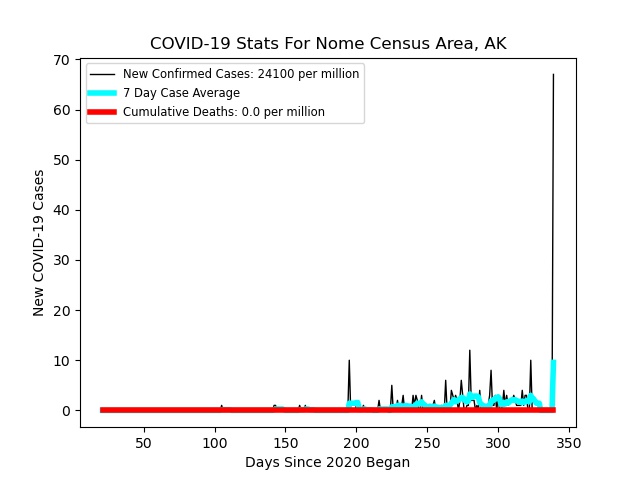 COVID-19 Stats For Nome Census Area, AK
New Confirmed Cases: 24100 per million
7 Day Case Average
Cumulative Deaths: 0.0 per million
New COVID-19 Cases
70
60
50
40
30
20
10
0
50 100 150 200 250 300 350
Days Since 2020 Began